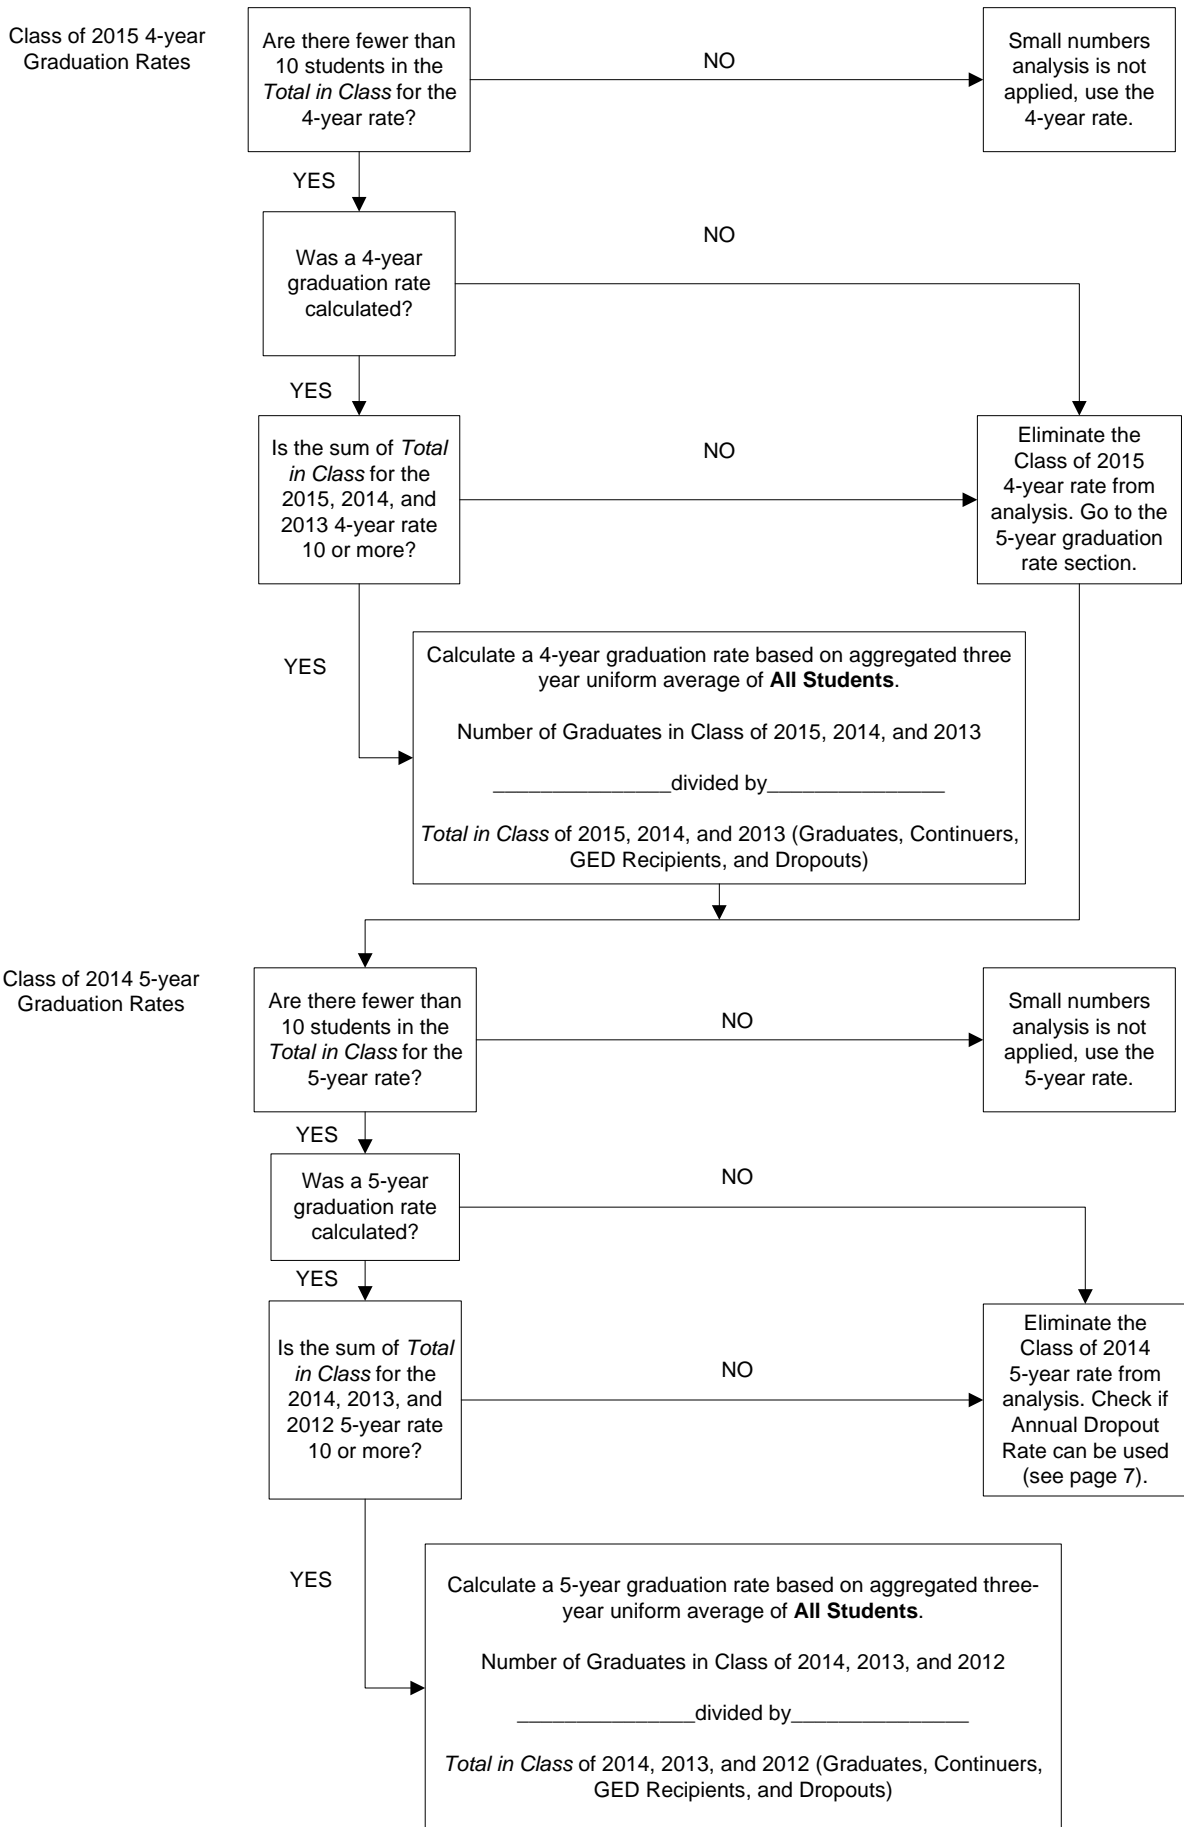 Class of 2015 4-year
Graduation Rates
Are there fewer than
10 students in the
Total in Class for the
4-year rate?
NO
Small numbers
analysis is not
applied, use the
4-year rate.
YES
Was a 4-year
graduation rate
calculated?
NO
YES
Is the sum of Total
in Class for the
2015, 2014, and
2013 4-year rate
10 or more?
NO
Eliminate the
Class of 2015
4-year rate from
analysis. Go to the
5-year graduation
rate section.
YES
Calculate a 4-year graduation rate based on aggregated three
year uniform average of All Students.
Number of Graduates in Class of 2015, 2014, and 2013
________________divided by________________
Total in Class of 2015, 2014, and 2013 (Graduates, Continuers,
GED Recipients, and Dropouts)
Class of 2014 5-year
Graduation Rates
Are there fewer than
10 students in the
Total in Class for the
5-year rate?
NO
Small numbers
analysis is not
applied, use the
5-year rate.
YES
Was a 5-year
graduation rate
calculated?
NO
YES
Is the sum of Total
in Class for the
2014, 2013, and
2012 5-year rate
10 or more?
NO
Eliminate the
Class of 2014
5-year rate from
analysis. Check if
Annual Dropout
Rate can be used
(see page 7).
YES
Calculate a 5-year graduation rate based on aggregated three-
year uniform average of All Students.
Number of Graduates in Class of 2014, 2013, and 2012
________________divided by________________
Total in Class of 2014, 2013, and 2012 (Graduates, Continuers,
GED Recipients, and Dropouts)